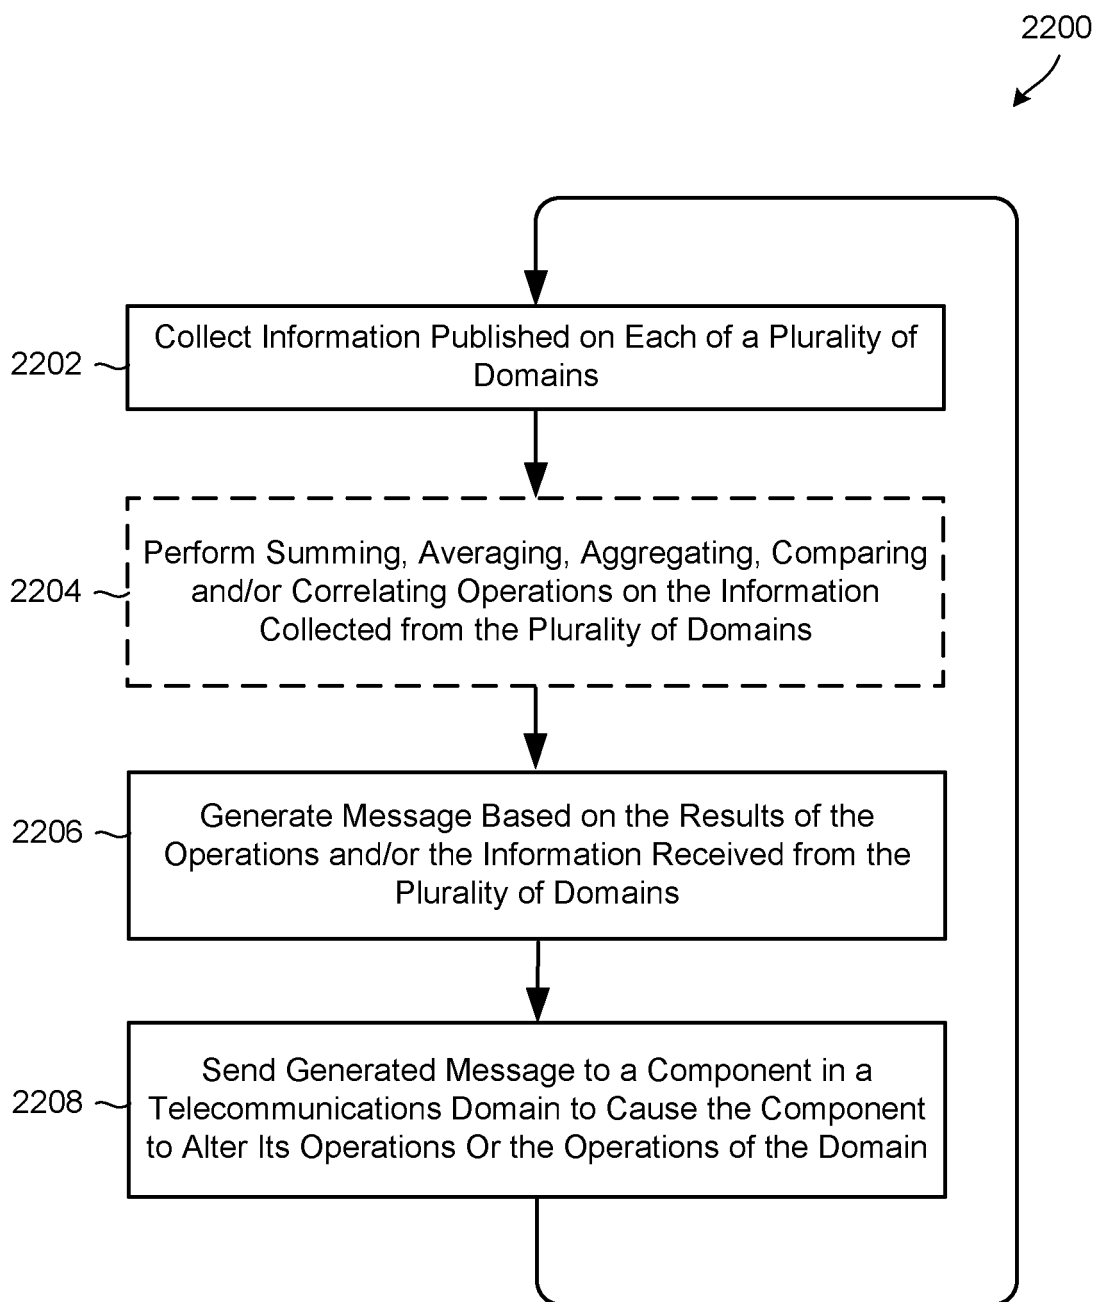 2200
Collect Information Published on Each of a Plurality of
Domains
2202
Perform Summing, Averaging, Aggregating, Comparing
and/or Correlating Operations on the Information
Collected from the Plurality of Domains
2204
Generate Message Based on the Results of the
Operations and/or the Information Received from the
Plurality of Domains
2206
Send Generated Message to a Component in a
Telecommunications Domain to Cause the Component
to Alter Its Operations Or the Operations of the Domain
2208